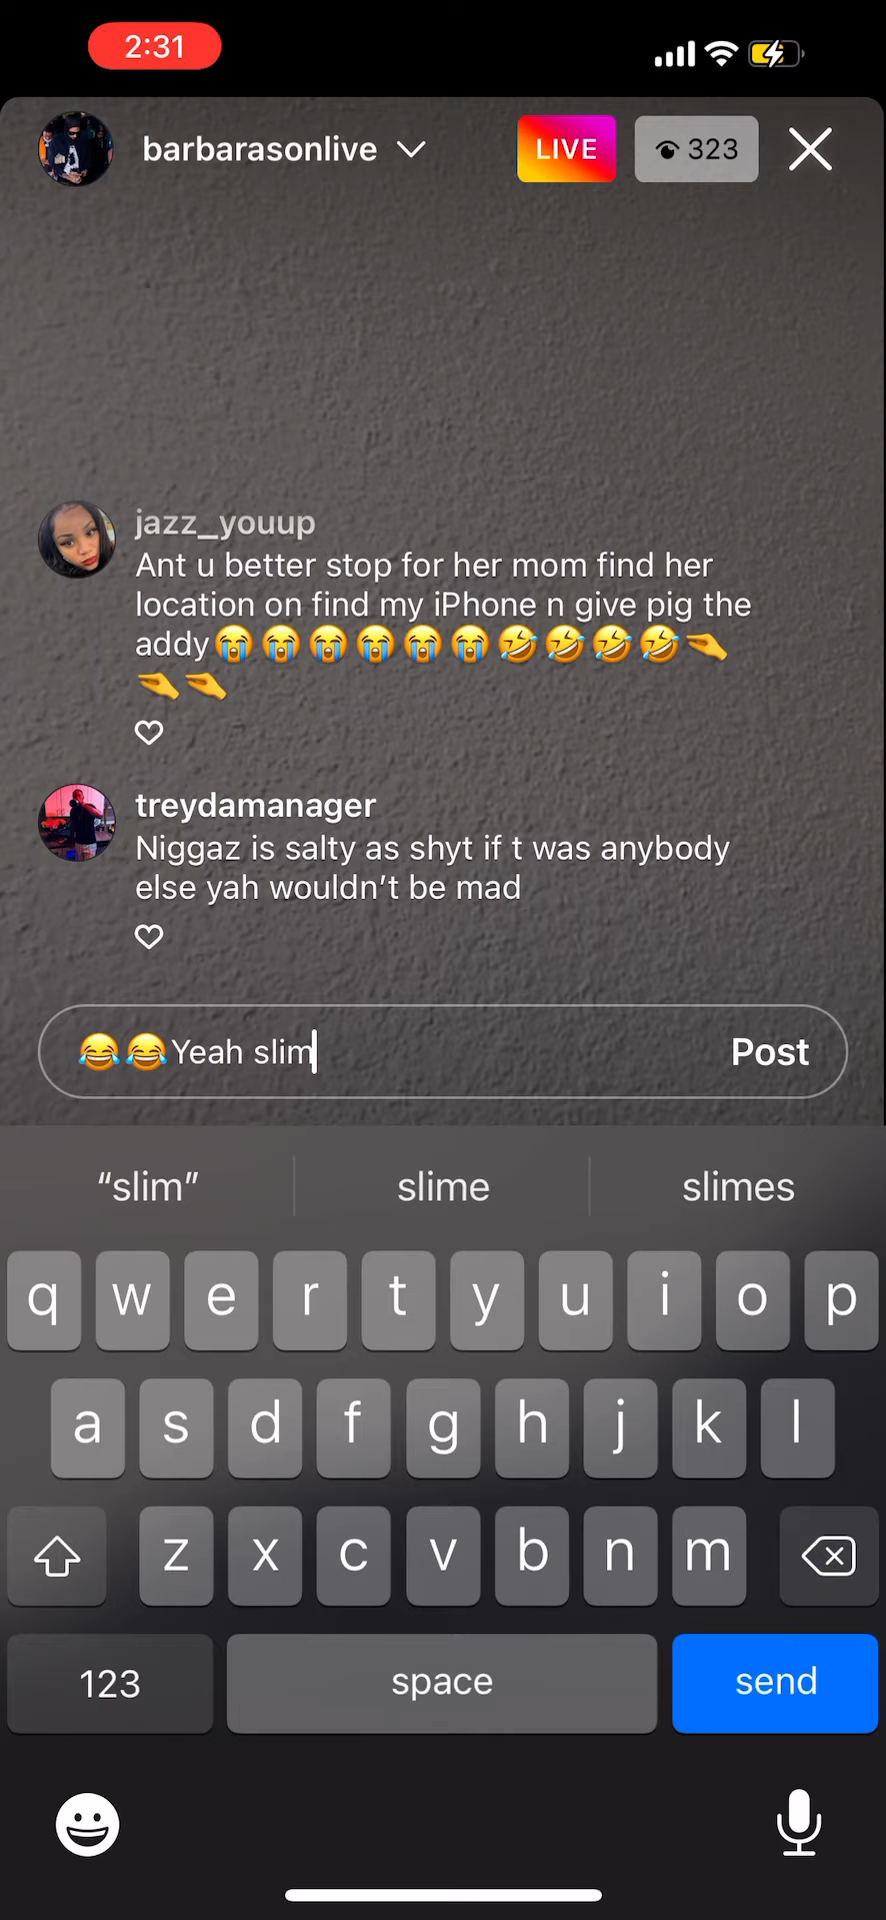 2:31
barbarasonlive
LIVE
323
jazz_youup
Ant u better stop for her mom find her
location on find my iPhone n give pig the
addy😭😭😭😭😭😭🤣🤣🤣🤣🫴
🫴🫴
treydamanager
Niggaz is salty as shyt if t was anybody
else yah wouldn’t be mad
😂😂Yeah slim
Post
“slim” slime slimes
q w e r t y u i o p
a s d f g h j k l
z x c v b n m
123 space send